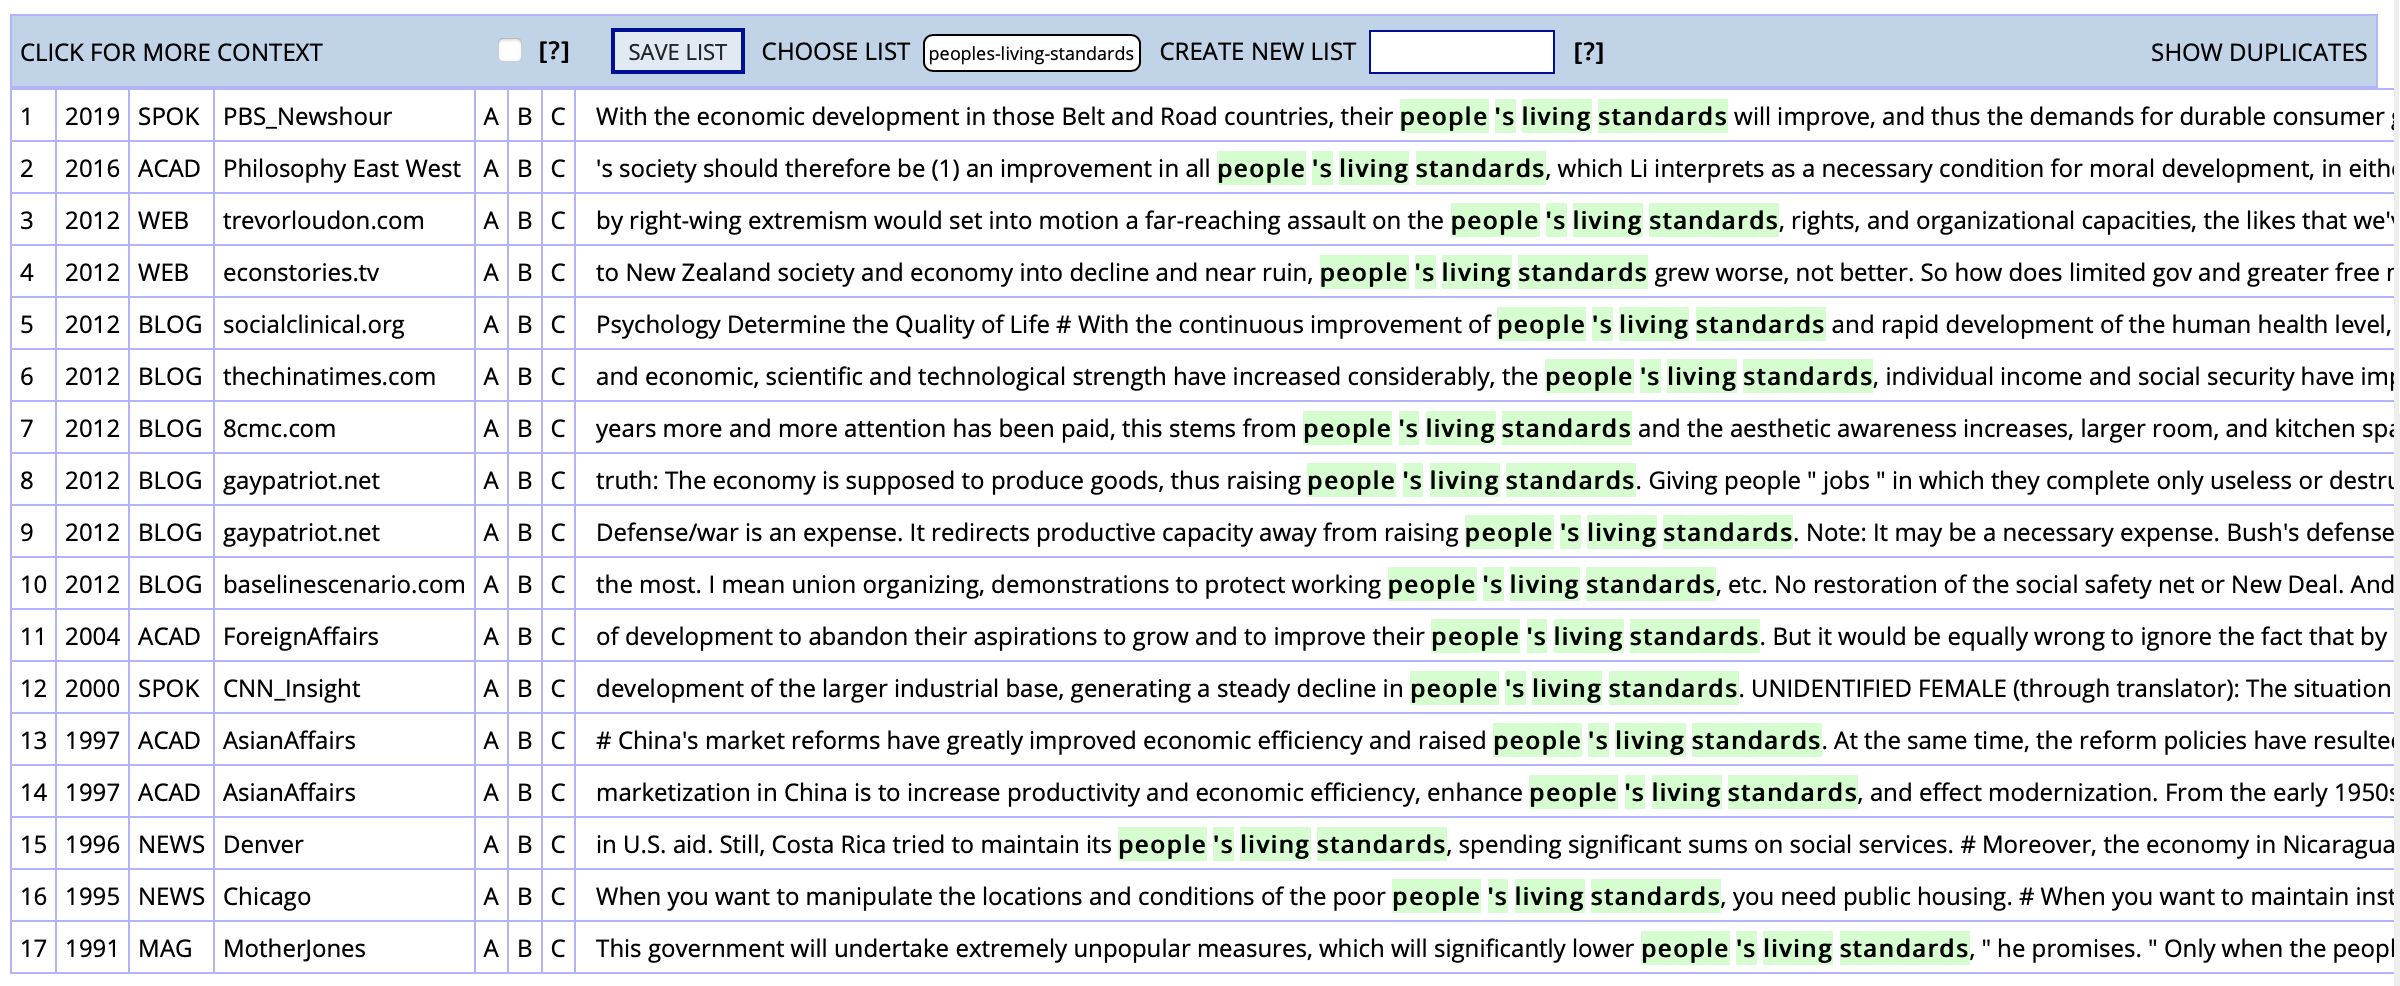 CLICK FOR MORE CONTEXT [?] SAVE LIST CHOOSE LIST peoples-living-standards CREATE NEW LIST [?] SHOW DUPLICATES
1 2019 SPOK PBS_Newshour A B C With the economic development in those Belt and Road countries, their people 's living standards will improve, and thus the demands for durable consumer
2 2016 ACAD Philosophy East West A B C 's society should therefore be (1) an improvement in all people 's living standards, which Li interprets as a necessary condition for moral development, in
3 2012 WEB trevorloudon.com A B C by right-wing extremism would set into motion a far-reaching assault on the people 's living standards, rights, and organizational capacities, the likes that
4 2012 WEB econstories.tv A B C to New Zealand society and economy into decline and near ruin, people 's living standards grew worse, not better. So how does limited gov and greater free
5 2012 BLOG socialclinical.org A B C Psychology Determine the Quality of Life # With the continuous improvement of people 's living standards and rapid development of the human health level,
6 2012 BLOG thechinatimes.com A B C and economic, scientific and technological strength have increased considerably, the people 's living standards, individual income and social security have
7 2012 BLOG 8cmc.com A B C years more and more attention has been paid, this stems from people 's living standards and the aesthetic awareness increases, larger room, and kitchen
8 2012 BLOG gaypatriot.net A B C truth: The economy is supposed to produce goods, thus raising people 's living standards. Giving people " jobs " in which they complete only useless or
9 2012 BLOG gaypatriot.net A B C Defense/war is an expense. It redirects productive capacity away from raising people 's living standards. Note: It may be a necessary expense. Bush's defense
10 2012 BLOG baselinescenario.com A B C the most. I mean union organizing, demonstrations to protect working people 's living standards, etc. No restoration of the social safety net or New Deal. And
11 2004 ACAD ForeignAffairs A B C of development to abandon their aspirations to grow and to improve their people 's living standards. But it would be equally wrong to ignore the fact that by
12 2000 SPOK CNN_Insight A B C development of the larger industrial base, generating a steady decline in people 's living standards. UNIDENTIFIED FEMALE (through translator): The situation
13 1997 ACAD AsianAffairs A B C # China's market reforms have greatly improved economic efficiency and raised people 's living standards. At the same time, the reform policies have
14 1997 ACAD AsianAffairs A B C marketization in China is to increase productivity and economic efficiency, enhance people 's living standards, and effect modernization. From the early 1950s
15 1996 NEWS Denver A B C in U.S. aid. Still, Costa Rica tried to maintain its people 's living standards, spending significant sums on social services. # Moreover, the economy in Nicaragua
16 1995 NEWS Chicago A B C When you want to manipulate the locations and conditions of the poor people 's living standards, you need public housing. # When you want to maintain
17 1991 MAG MotherJones A B C This government will undertake extremely unpopular measures, which will significantly lower people 's living standards, " he promises. " Only when the